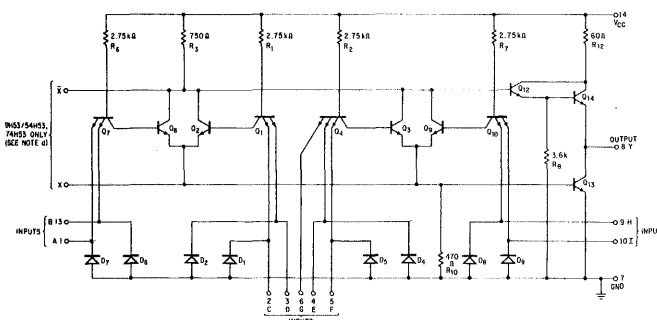 2.75kΩ
R6
750Ω
R3
2.75kΩ
R1
2.75kΩ
R2
2.75kΩ
R7
60Ω
R12
14
VCC
X̅
Q12
Q14
9H53/54H53,
74H53 ONLY
(SEE NOTE d)
Q7
Q8
Q2
Q1
Q4
Q3
Q9
Q10
3.6k
R8
OUTPUT
8 Y
X
Q13
INPUTS
B 13
A 1
D7
D6
D2
D1
D5
D4
470
Ω
R10
D8
D9
9 H
10 I
INPU
7
GND
2
C
3
D
6
G
4
E
5
F
INPUTS